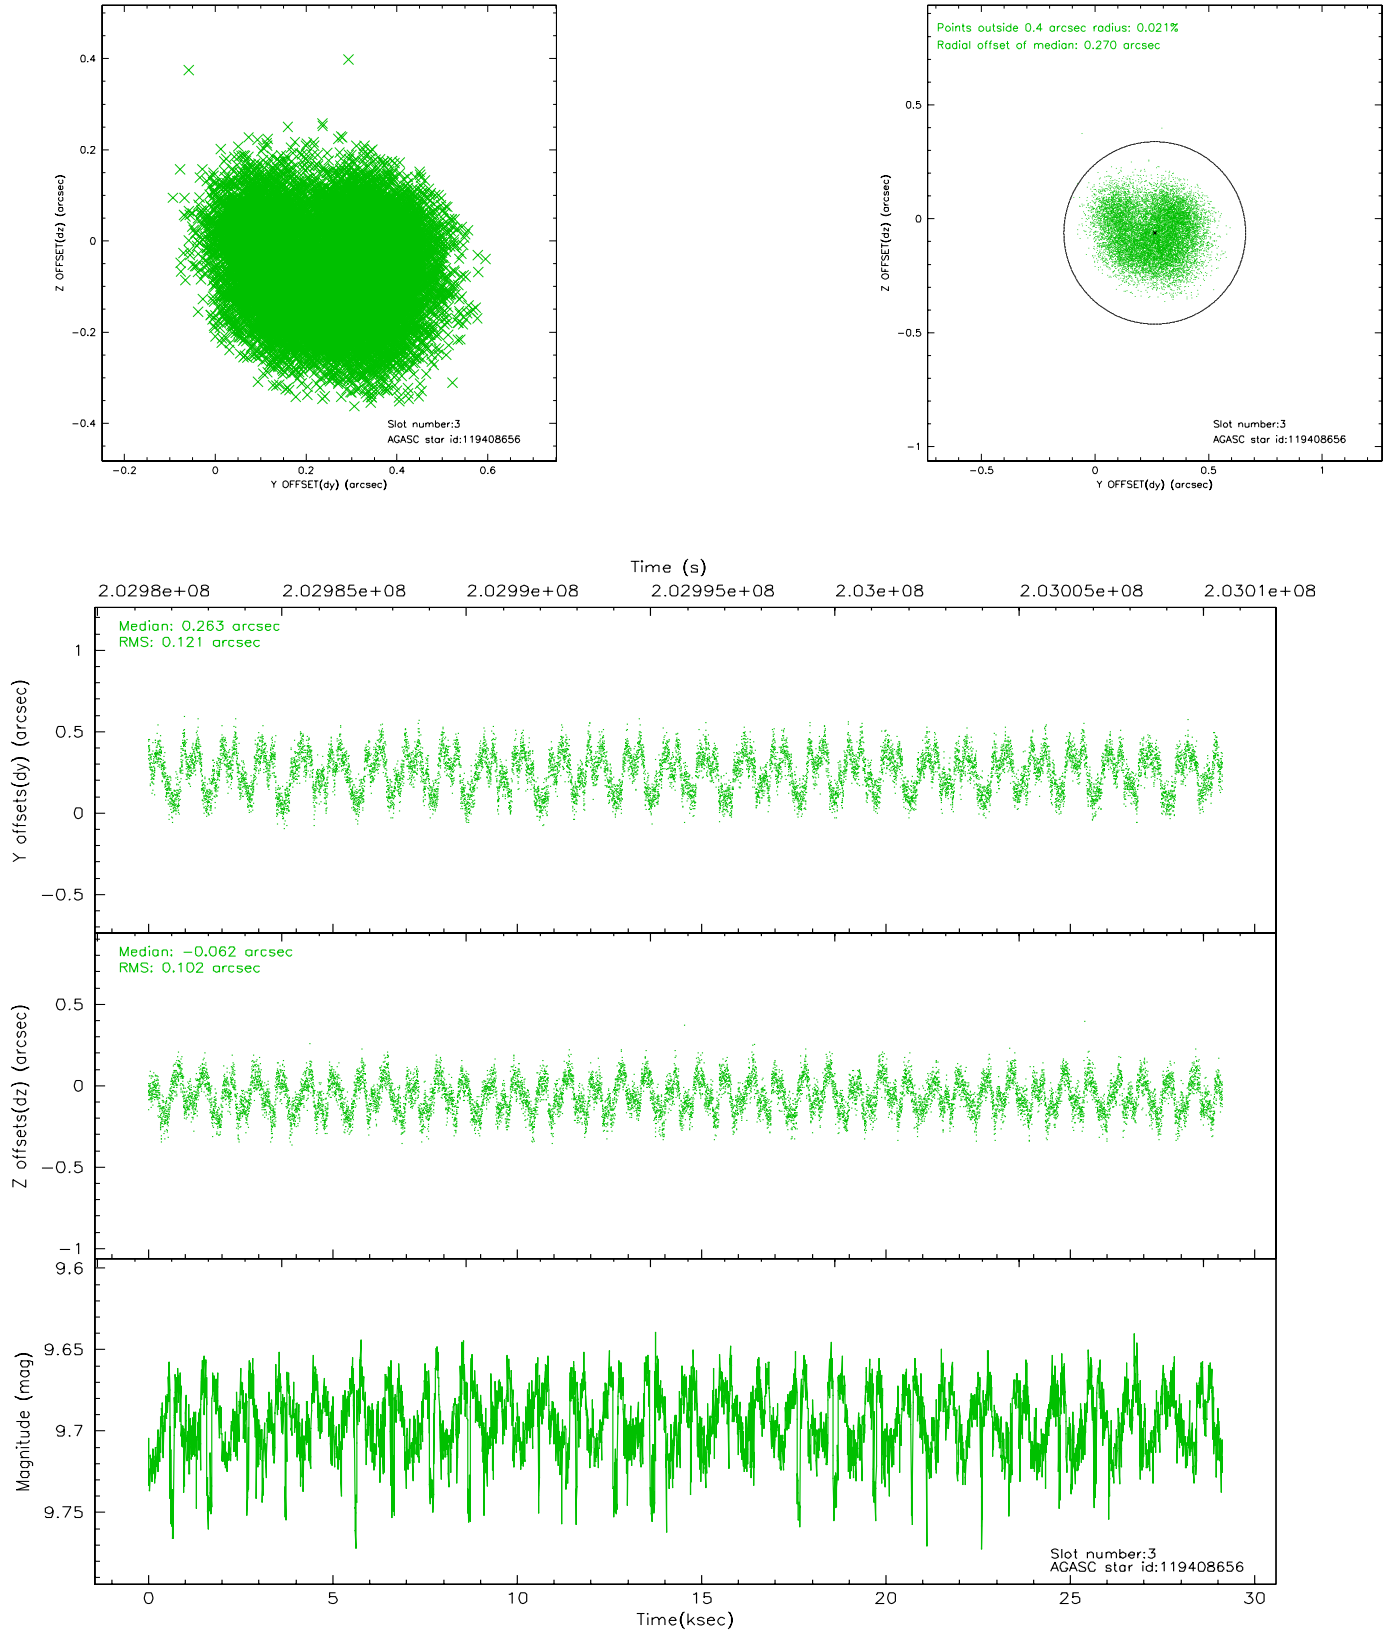 0.4
0.2
0
−0.2
−0.4
Z OFFSET(dz) (arcsec)
Slot number:3
AGASC star id:119408656
−0.2
0
0.2
0.4
0.6
Y OFFSET(dy) (arcsec)
Points outside 0.4 arcsec radius: 0.021%
Radial offset of median: 0.270 arcsec
0.5
0
−0.5
−1
Z OFFSET(dz) (arcsec)
Slot number:3
AGASC star id:119408656
−0.5
0
0.5
1
Y OFFSET(dy) (arcsec)
Time (s)
2.0298e+08
2.02985e+08
2.0299e+08
2.02995e+08
2.03e+08
2.03005e+08
2.0301e+08
Median: 0.263 arcsec
RMS: 0.121 arcsec
1
0.5
0
−0.5
Y offsets(dy) (arcsec)
Median: −0.062 arcsec
RMS: 0.102 arcsec
0.5
0
−0.5
−1
Z offsets(dz) (arcsec)
9.6
9.65
9.7
9.75
Magnitude (mag)
Slot number:3
AGASC star id:119408656
0
5
10
15
20
25
30
Time(ksec)